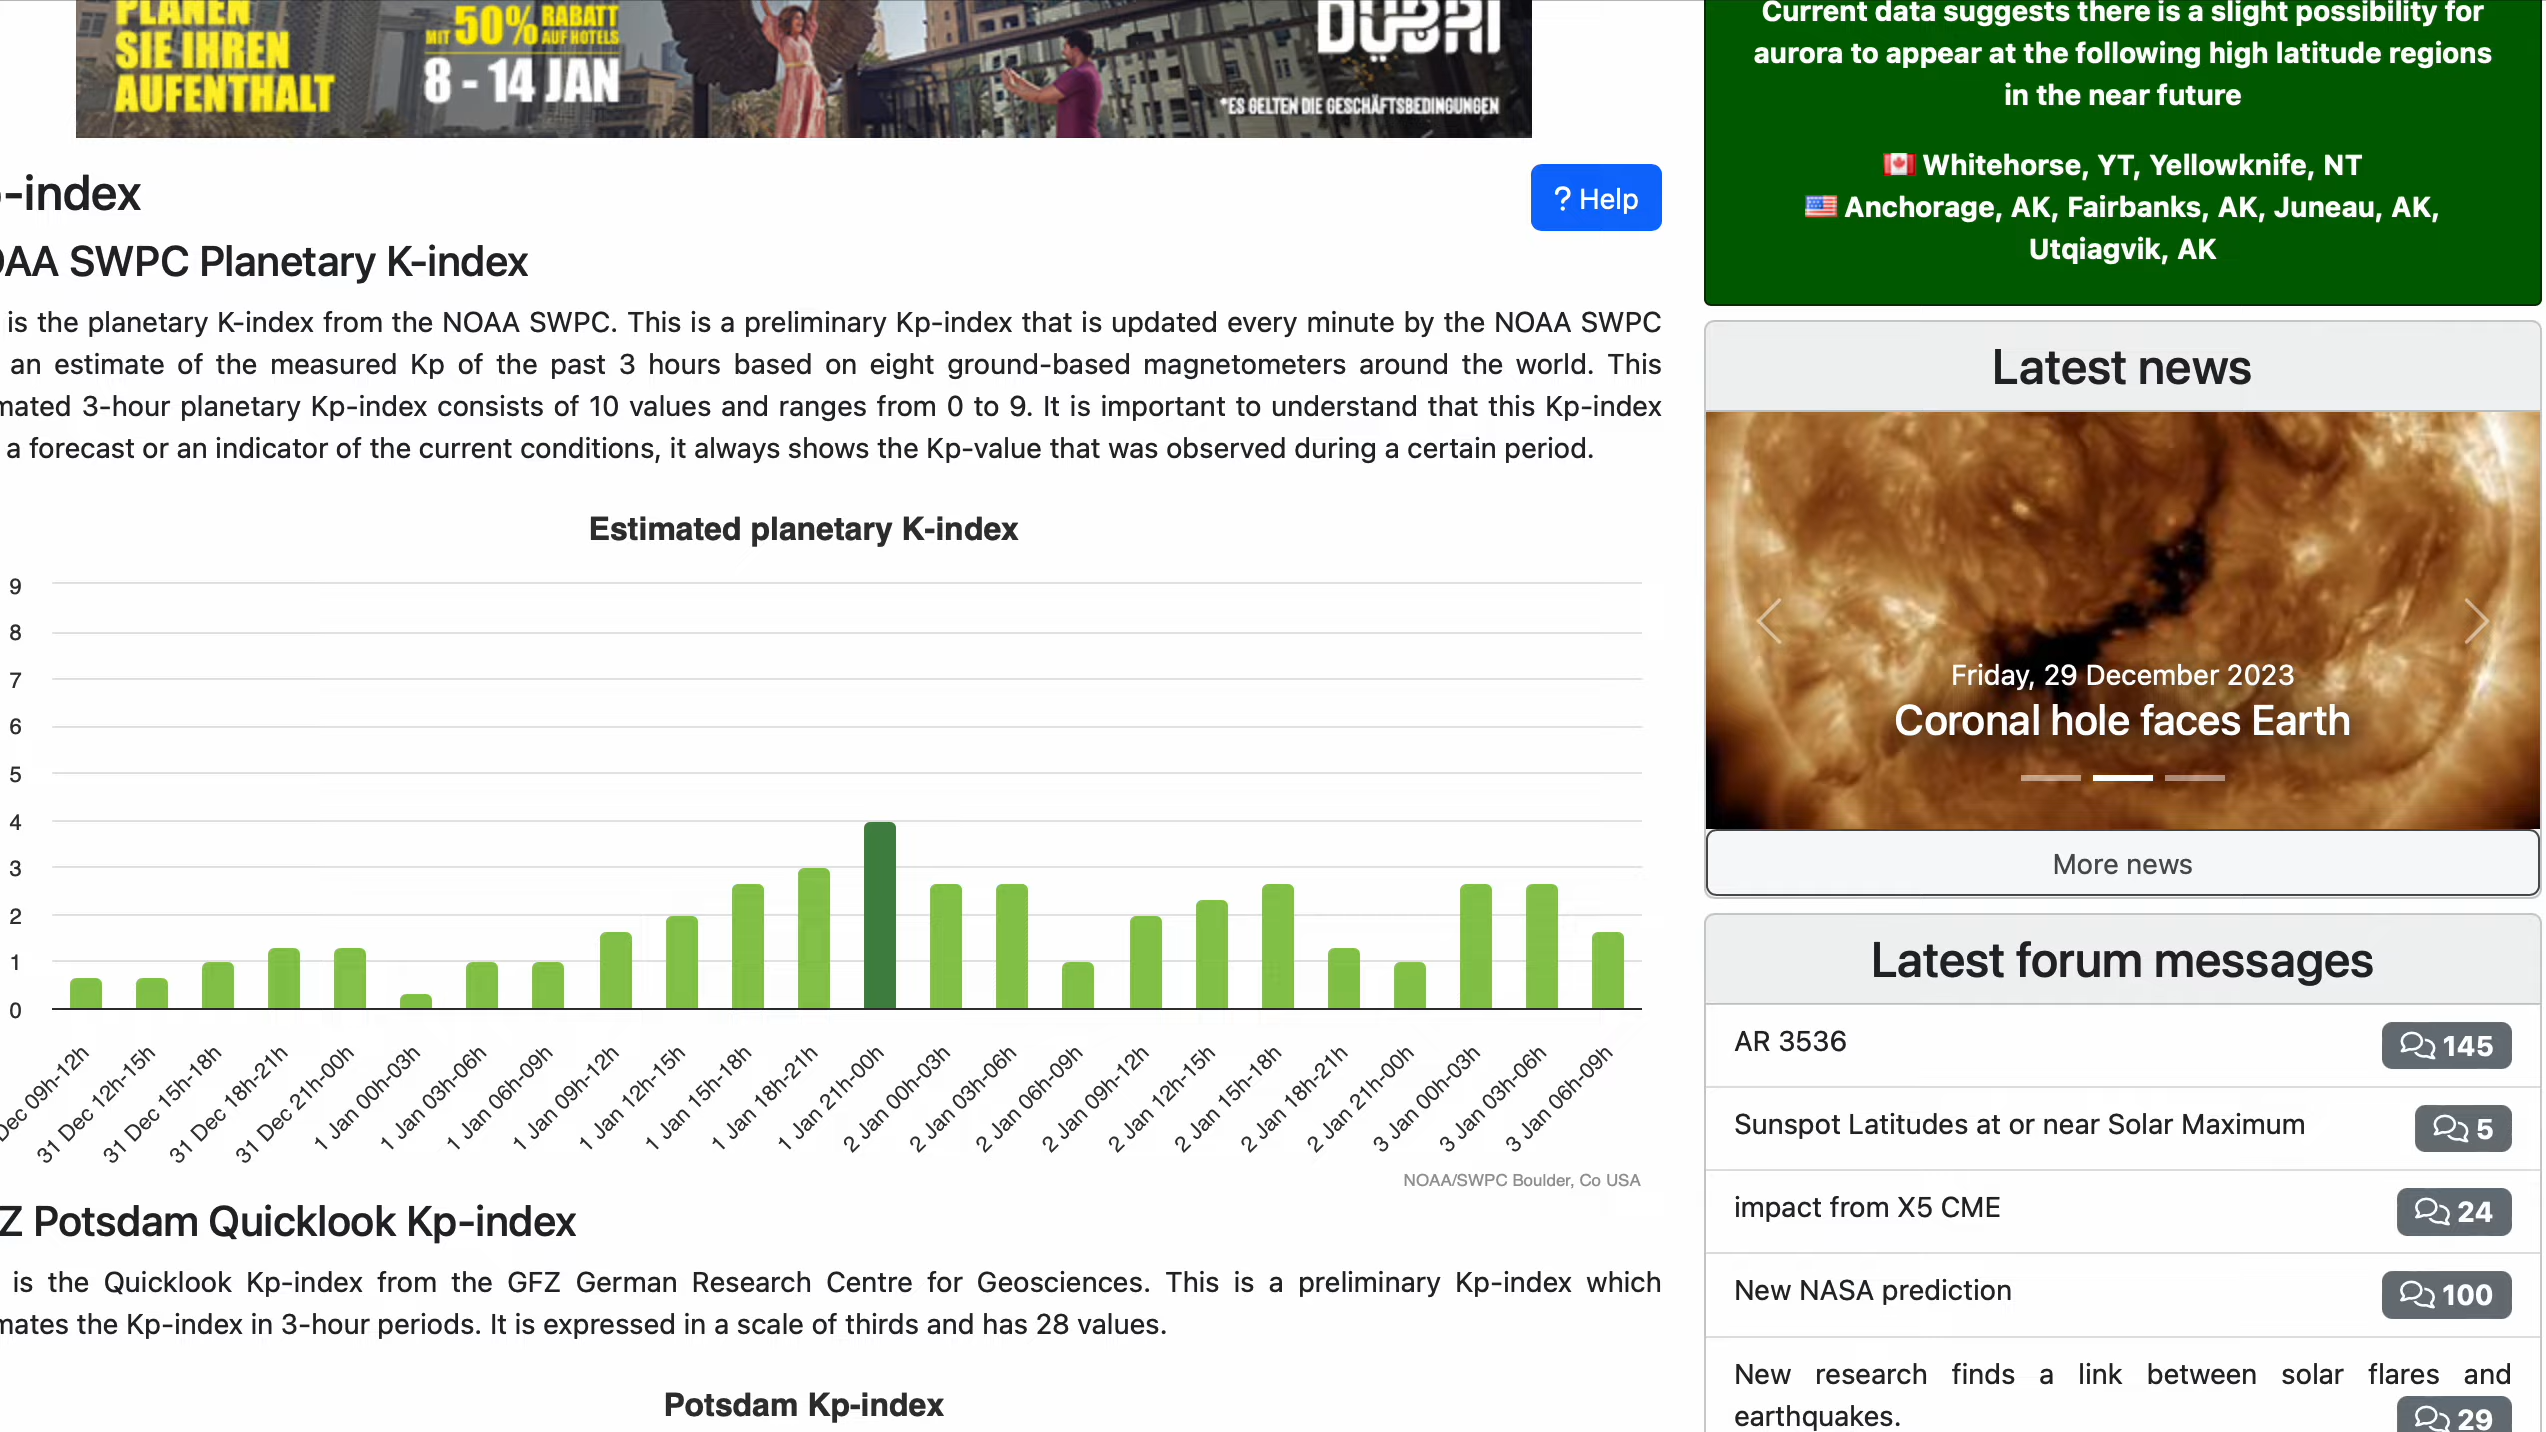 PLANEN
SIE IHREN
AUFENTHALT
MIT 50% RABATT
AUF HOTELS
8 - 14 JAN
DUBAI
*ES GELTEN DIE GESCHÄFTSBEDINGUNGEN
-index
? Help
SWPC Planetary K-index
is the planetary K-index from the NOAA SWPC. This is a preliminary Kp-index that is updated every minute by the NOAA SWPC
an estimate of the measured Kp of the past 3 hours based on eight ground-based magnetometers around the world. This
mated 3-hour planetary Kp-index consists of 10 values and ranges from 0 to 9. It is important to understand that this Kp-index
a forecast or an indicator of the current conditions, it always shows the Kp-value that was observed during a certain period.
Estimated planetary K-index
9
8
7
6
5
4
3
2
1
0
Dec 09h-12h
31 Dec 12h-15h
31 Dec 15h-18h
31 Dec 18h-21h
31 Dec 21h-00h
1 Jan 00h-03h
1 Jan 03h-06h
1 Jan 06h-09h
1 Jan 09h-12h
1 Jan 12h-15h
1 Jan 15h-18h
1 Jan 18h-21h
1 Jan 21h-00h
2 Jan 00h-03h
2 Jan 03h-06h
2 Jan 06h-09h
2 Jan 09h-12h
2 Jan 12h-15h
2 Jan 15h-18h
2 Jan 18h-21h
2 Jan 21h-00h
3 Jan 00h-03h
3 Jan 03h-06h
3 Jan 06h-09h
NOAA/SWPC Boulder, Co USA
Z Potsdam Quicklook Kp-index
is the Quicklook Kp-index from the GFZ German Research Centre for Geosciences. This is a preliminary Kp-index which
mates the Kp-index in 3-hour periods. It is expressed in a scale of thirds and has 28 values.
Potsdam Kp-index
Current data suggests there is a slight possibility for
aurora to appear at the following high latitude regions
in the near future
Whitehorse, YT, Yellowknife, NT
Anchorage, AK, Fairbanks, AK, Juneau, AK,
Utqiagvik, AK
Latest news
Friday, 29 December 2023
Coronal hole faces Earth
More news
Latest forum messages
AR 3536 145
Sunspot Latitudes at or near Solar Maximum 5
impact from X5 CME 24
New NASA prediction 100
New research finds a link between solar flares and
earthquakes. 29